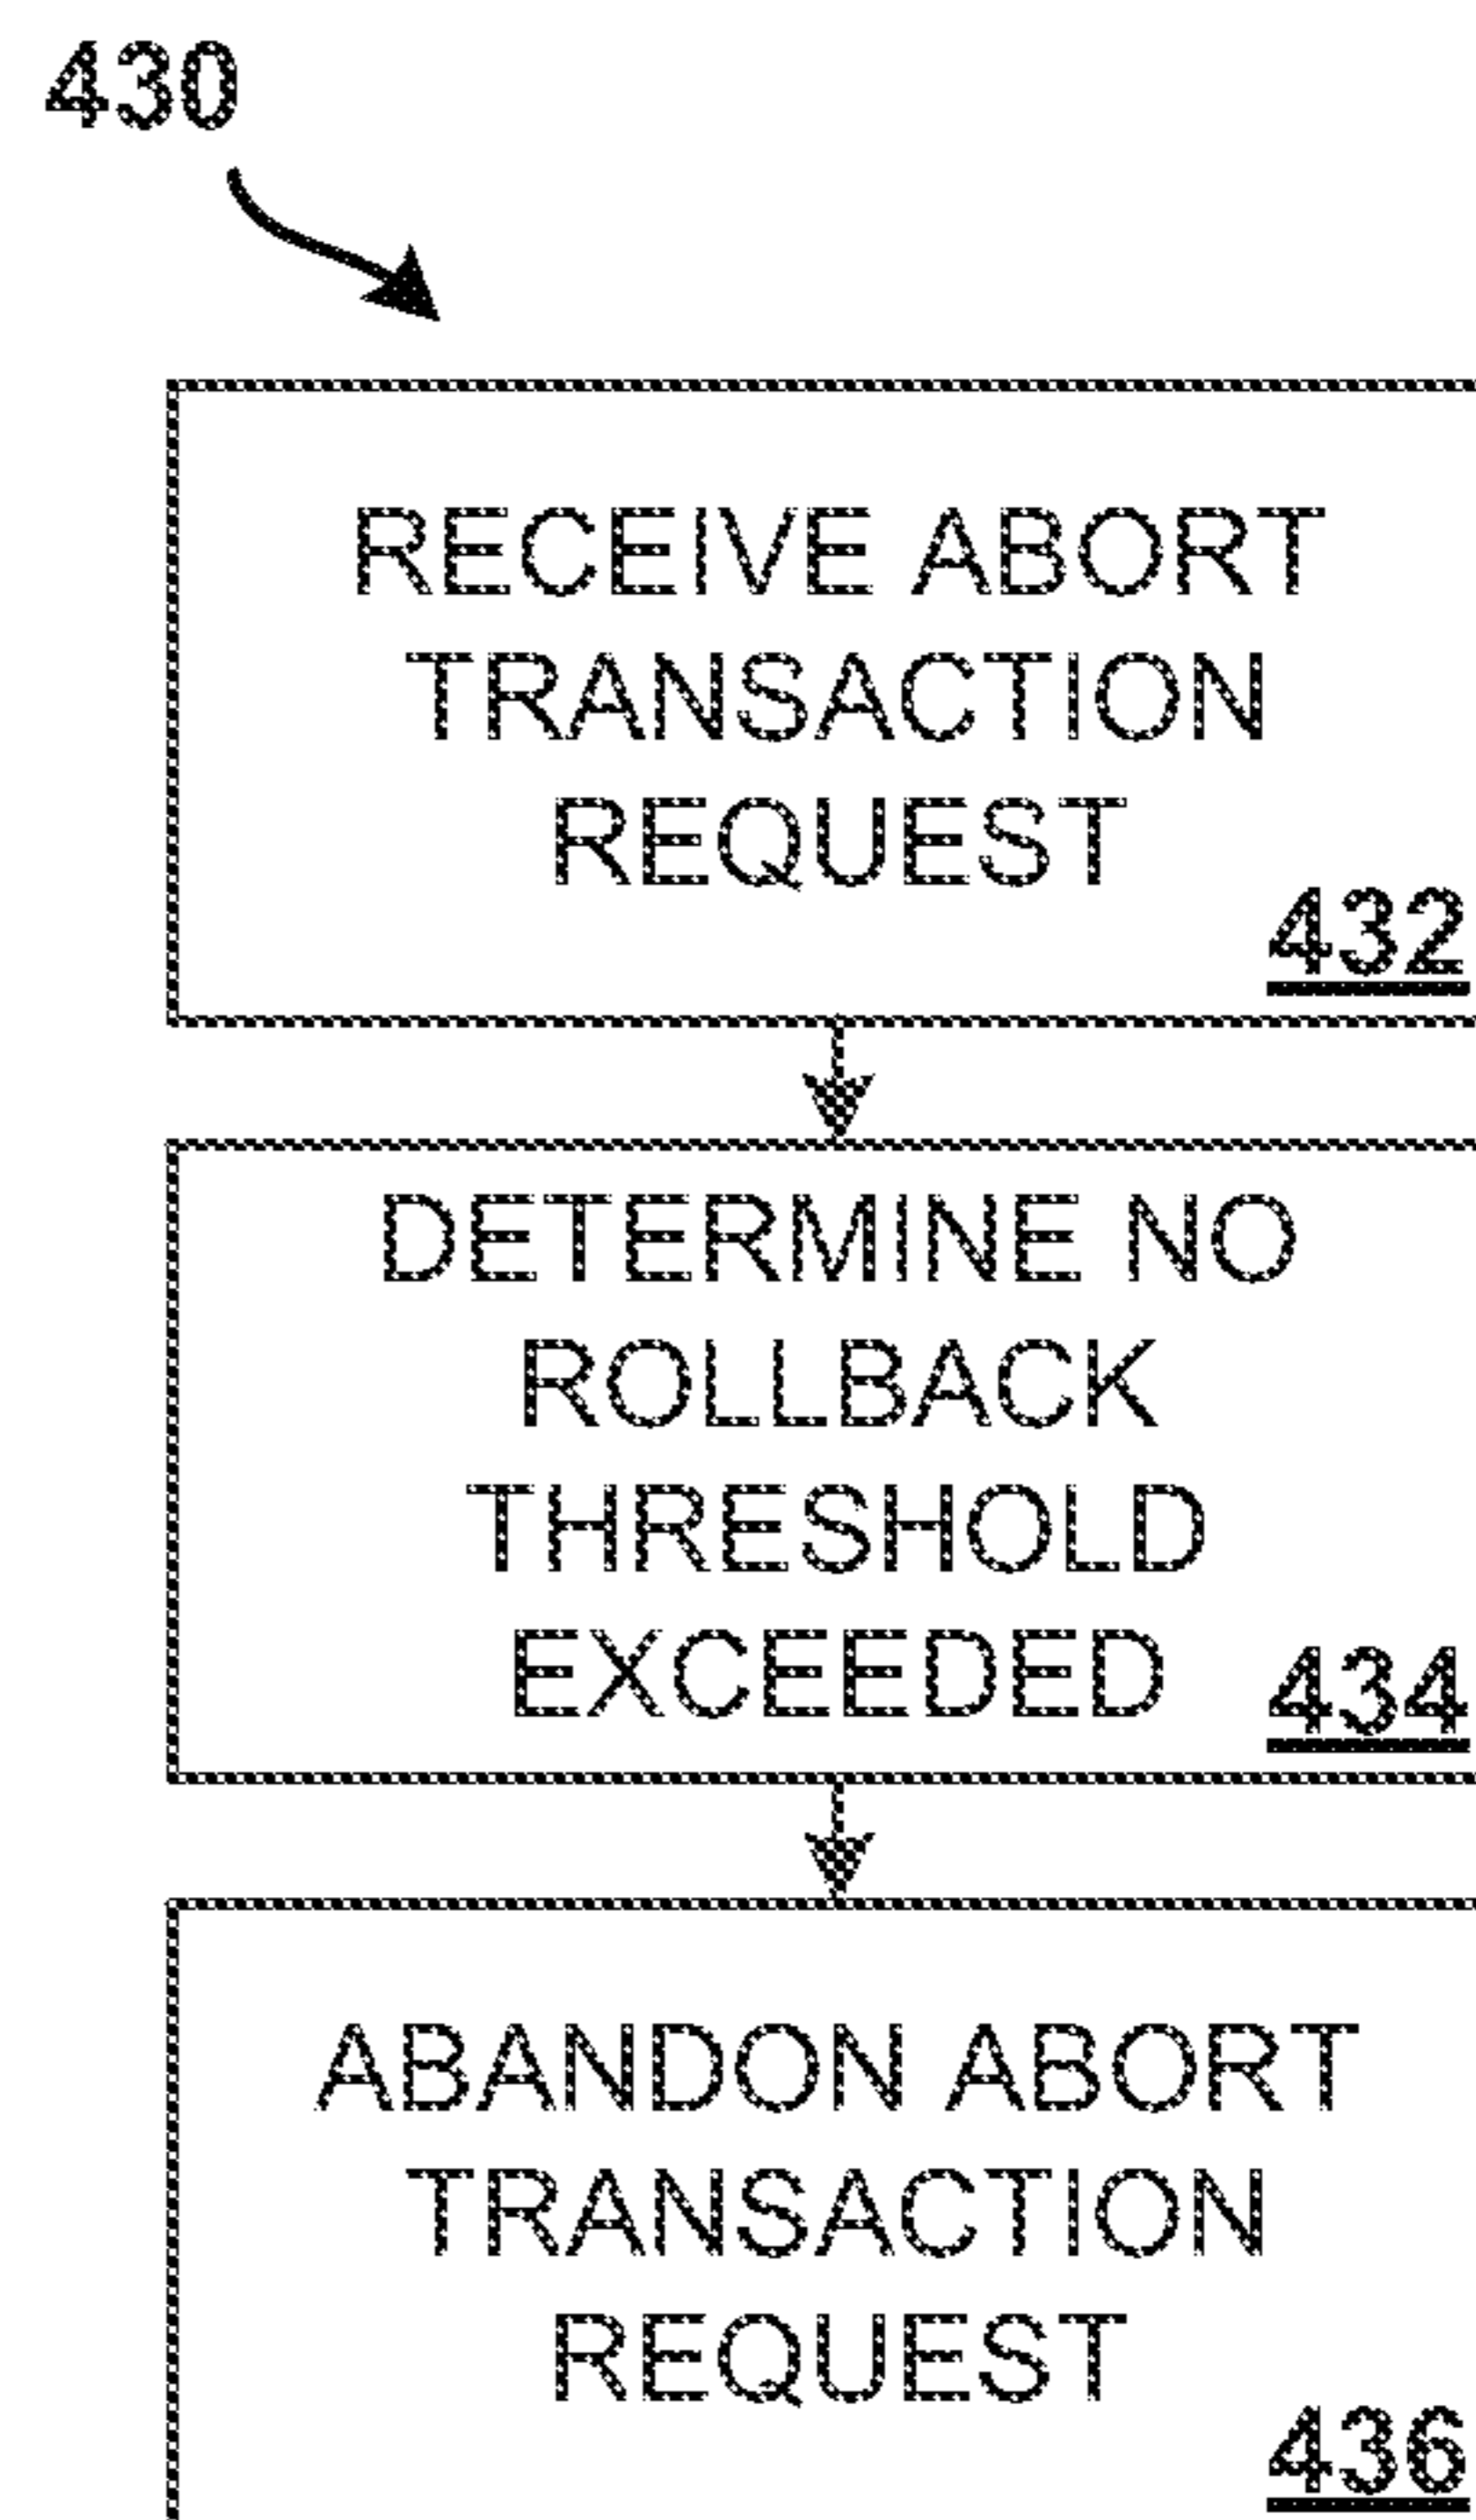 430
RECEIVE ABORT
TRANSACTION
REQUEST
432
DETERMINE NO
ROLLBACK
THRESHOLD
EXCEEDED
434
ABANDON ABORT
TRANSACTION
REQUEST
436